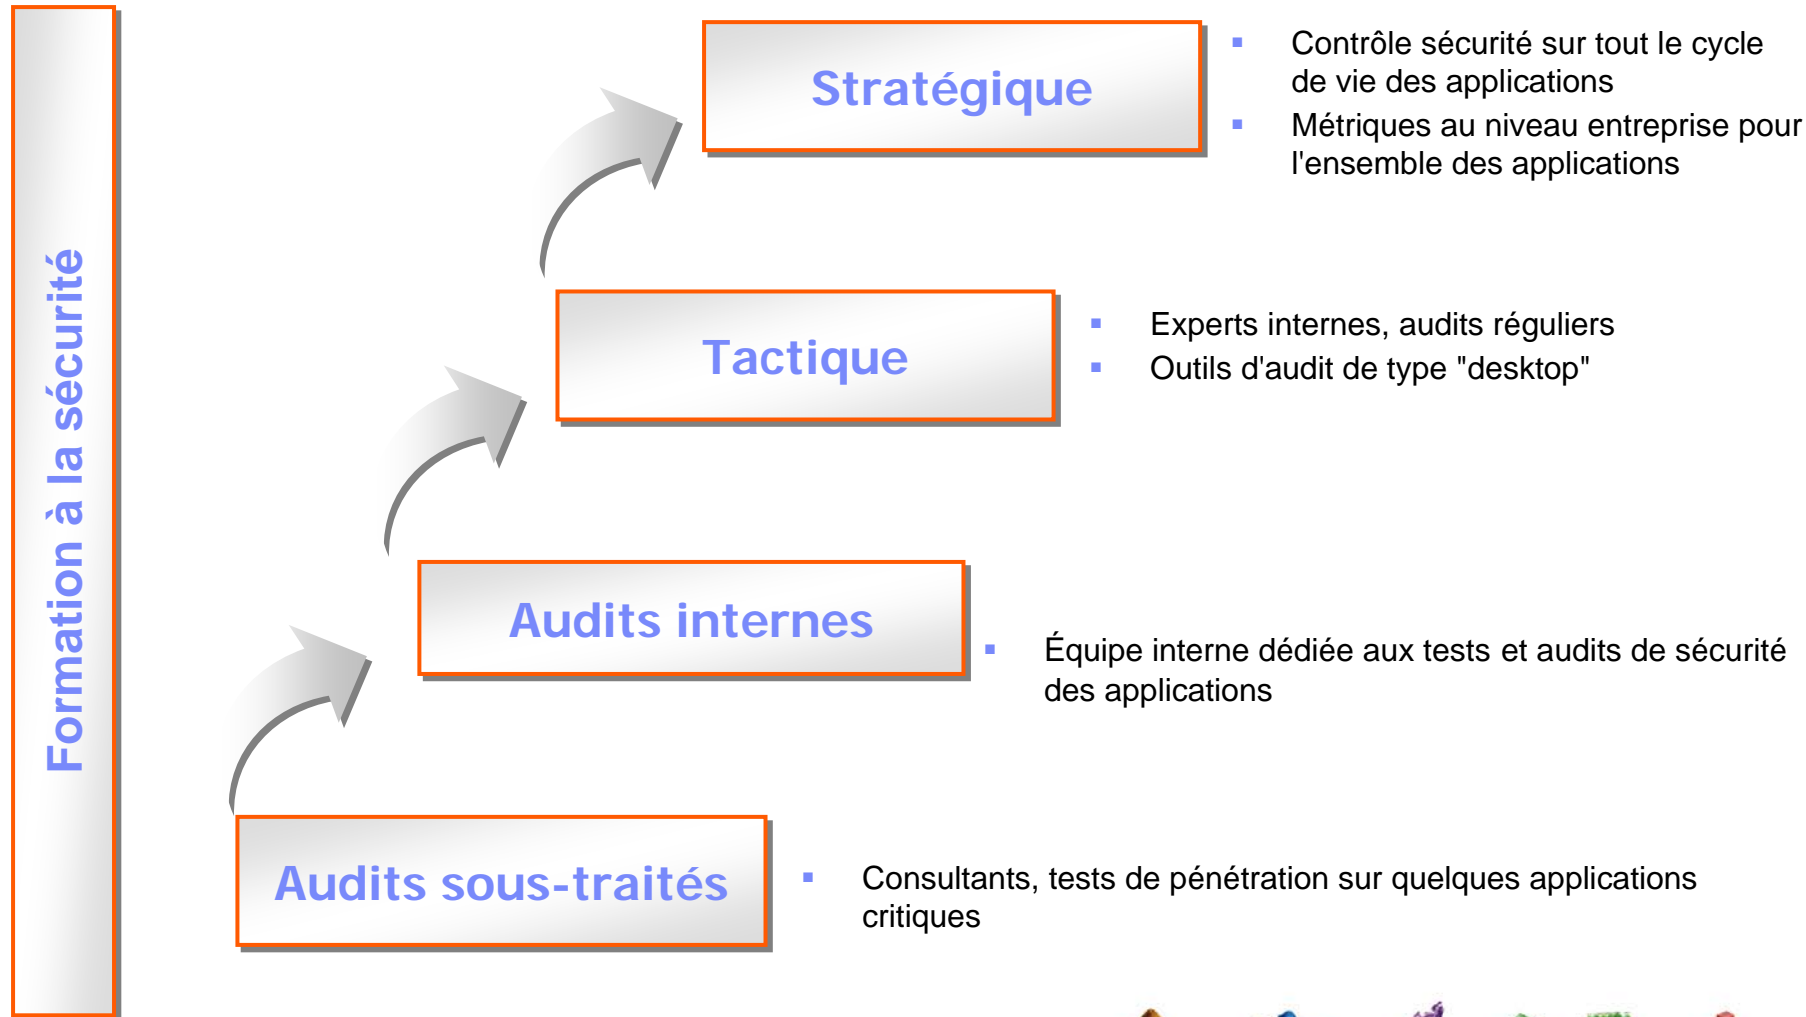 Formation à la sécurité
Stratégique
▪ Contrôle sécurité sur tout le cycle
de vie des applications
▪ Métriques au niveau entreprise pour
l'ensemble des applications
Tactique
▪ Experts internes, audits réguliers
▪ Outils d'audit de type "desktop"
Audits internes
▪ Équipe interne dédiée aux tests et audits de sécurité
des applications
Audits sous-traités
▪ Consultants, tests de pénétration sur quelques applications
critiques